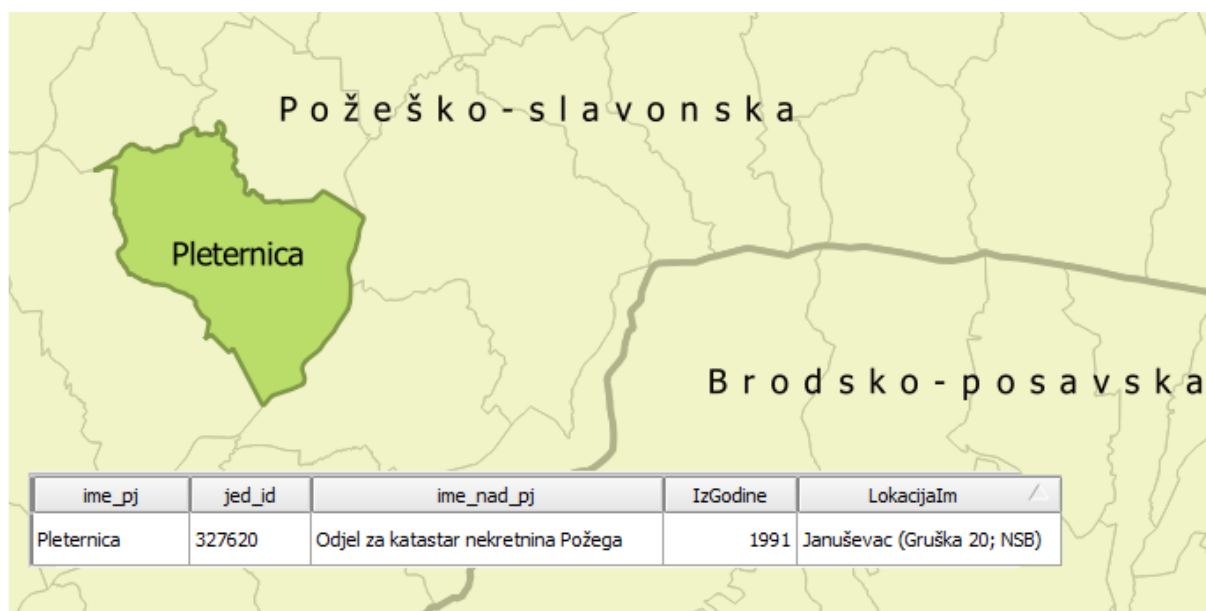 Požeško-slavonska
Pleternica
Brodsko-posavska
ime_pj jed_id ime_nad_pj IzGodine LokacijaIm
Pleternica 327620 Odjel za katastar nekretnina Požega 1991 Januševac (Gruška 20; NSB)